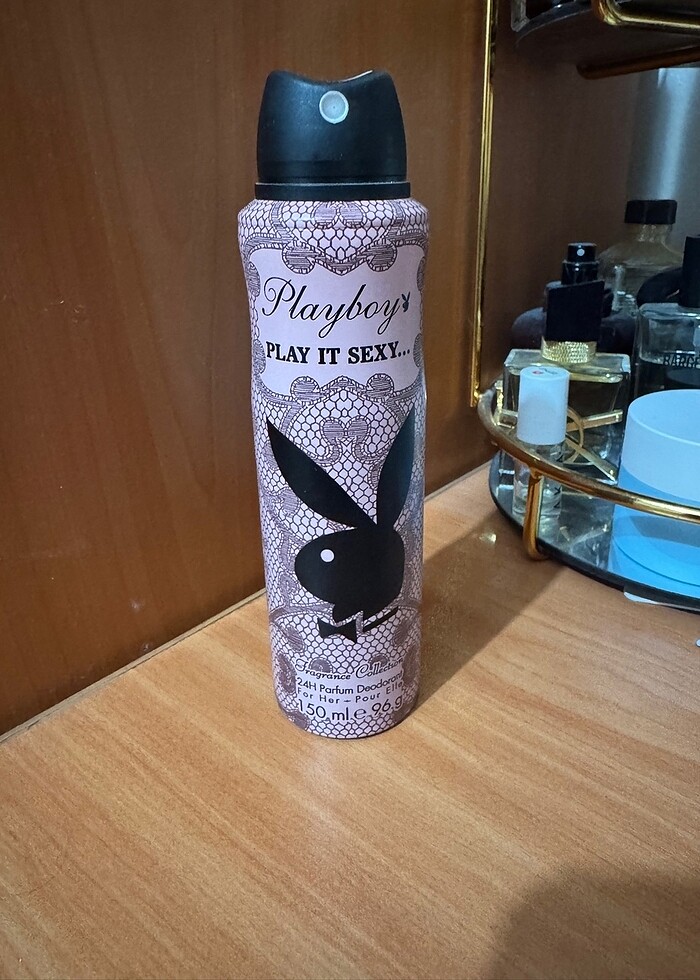 Playboy
PLAY IT SEXY...
Fragrance Collection
24H Parfum Deodorant
For Her - Pour Elle
150 ml ℮ 96 g